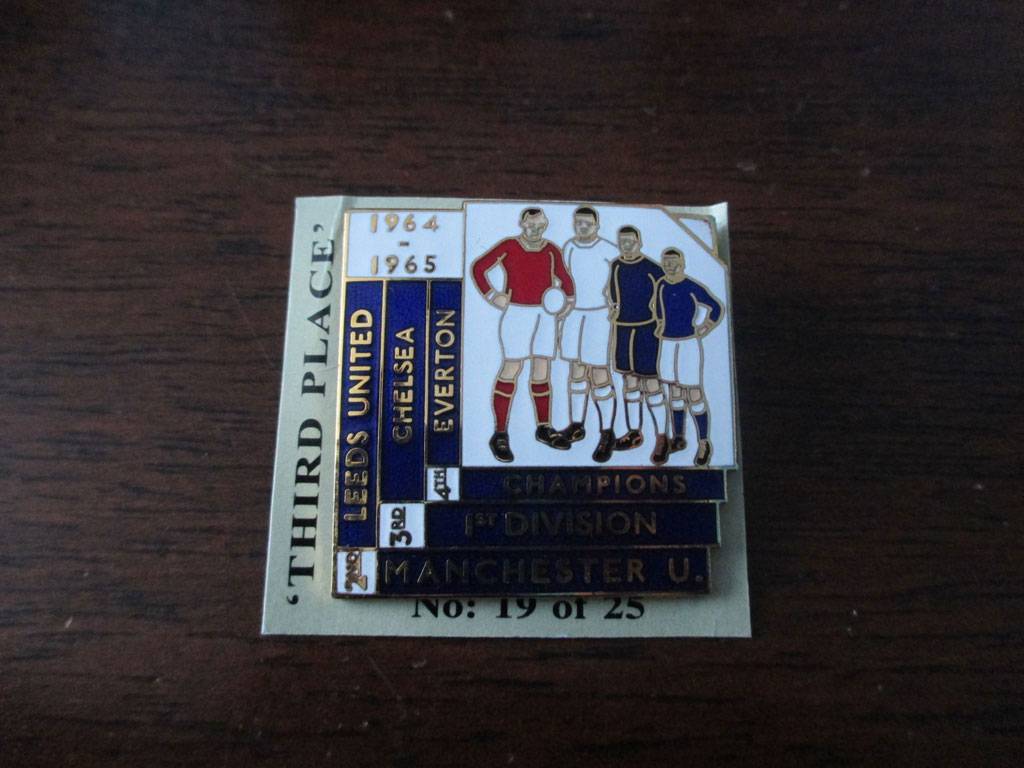 'THIRD PLACE'
1964
-
1965
LEEDS UNITED
CHELSEA
EVERTON
4TH
CHAMPIONS
3RD
1ST DIVISION
2ND
MANCHESTER U.
No: 19 of 25